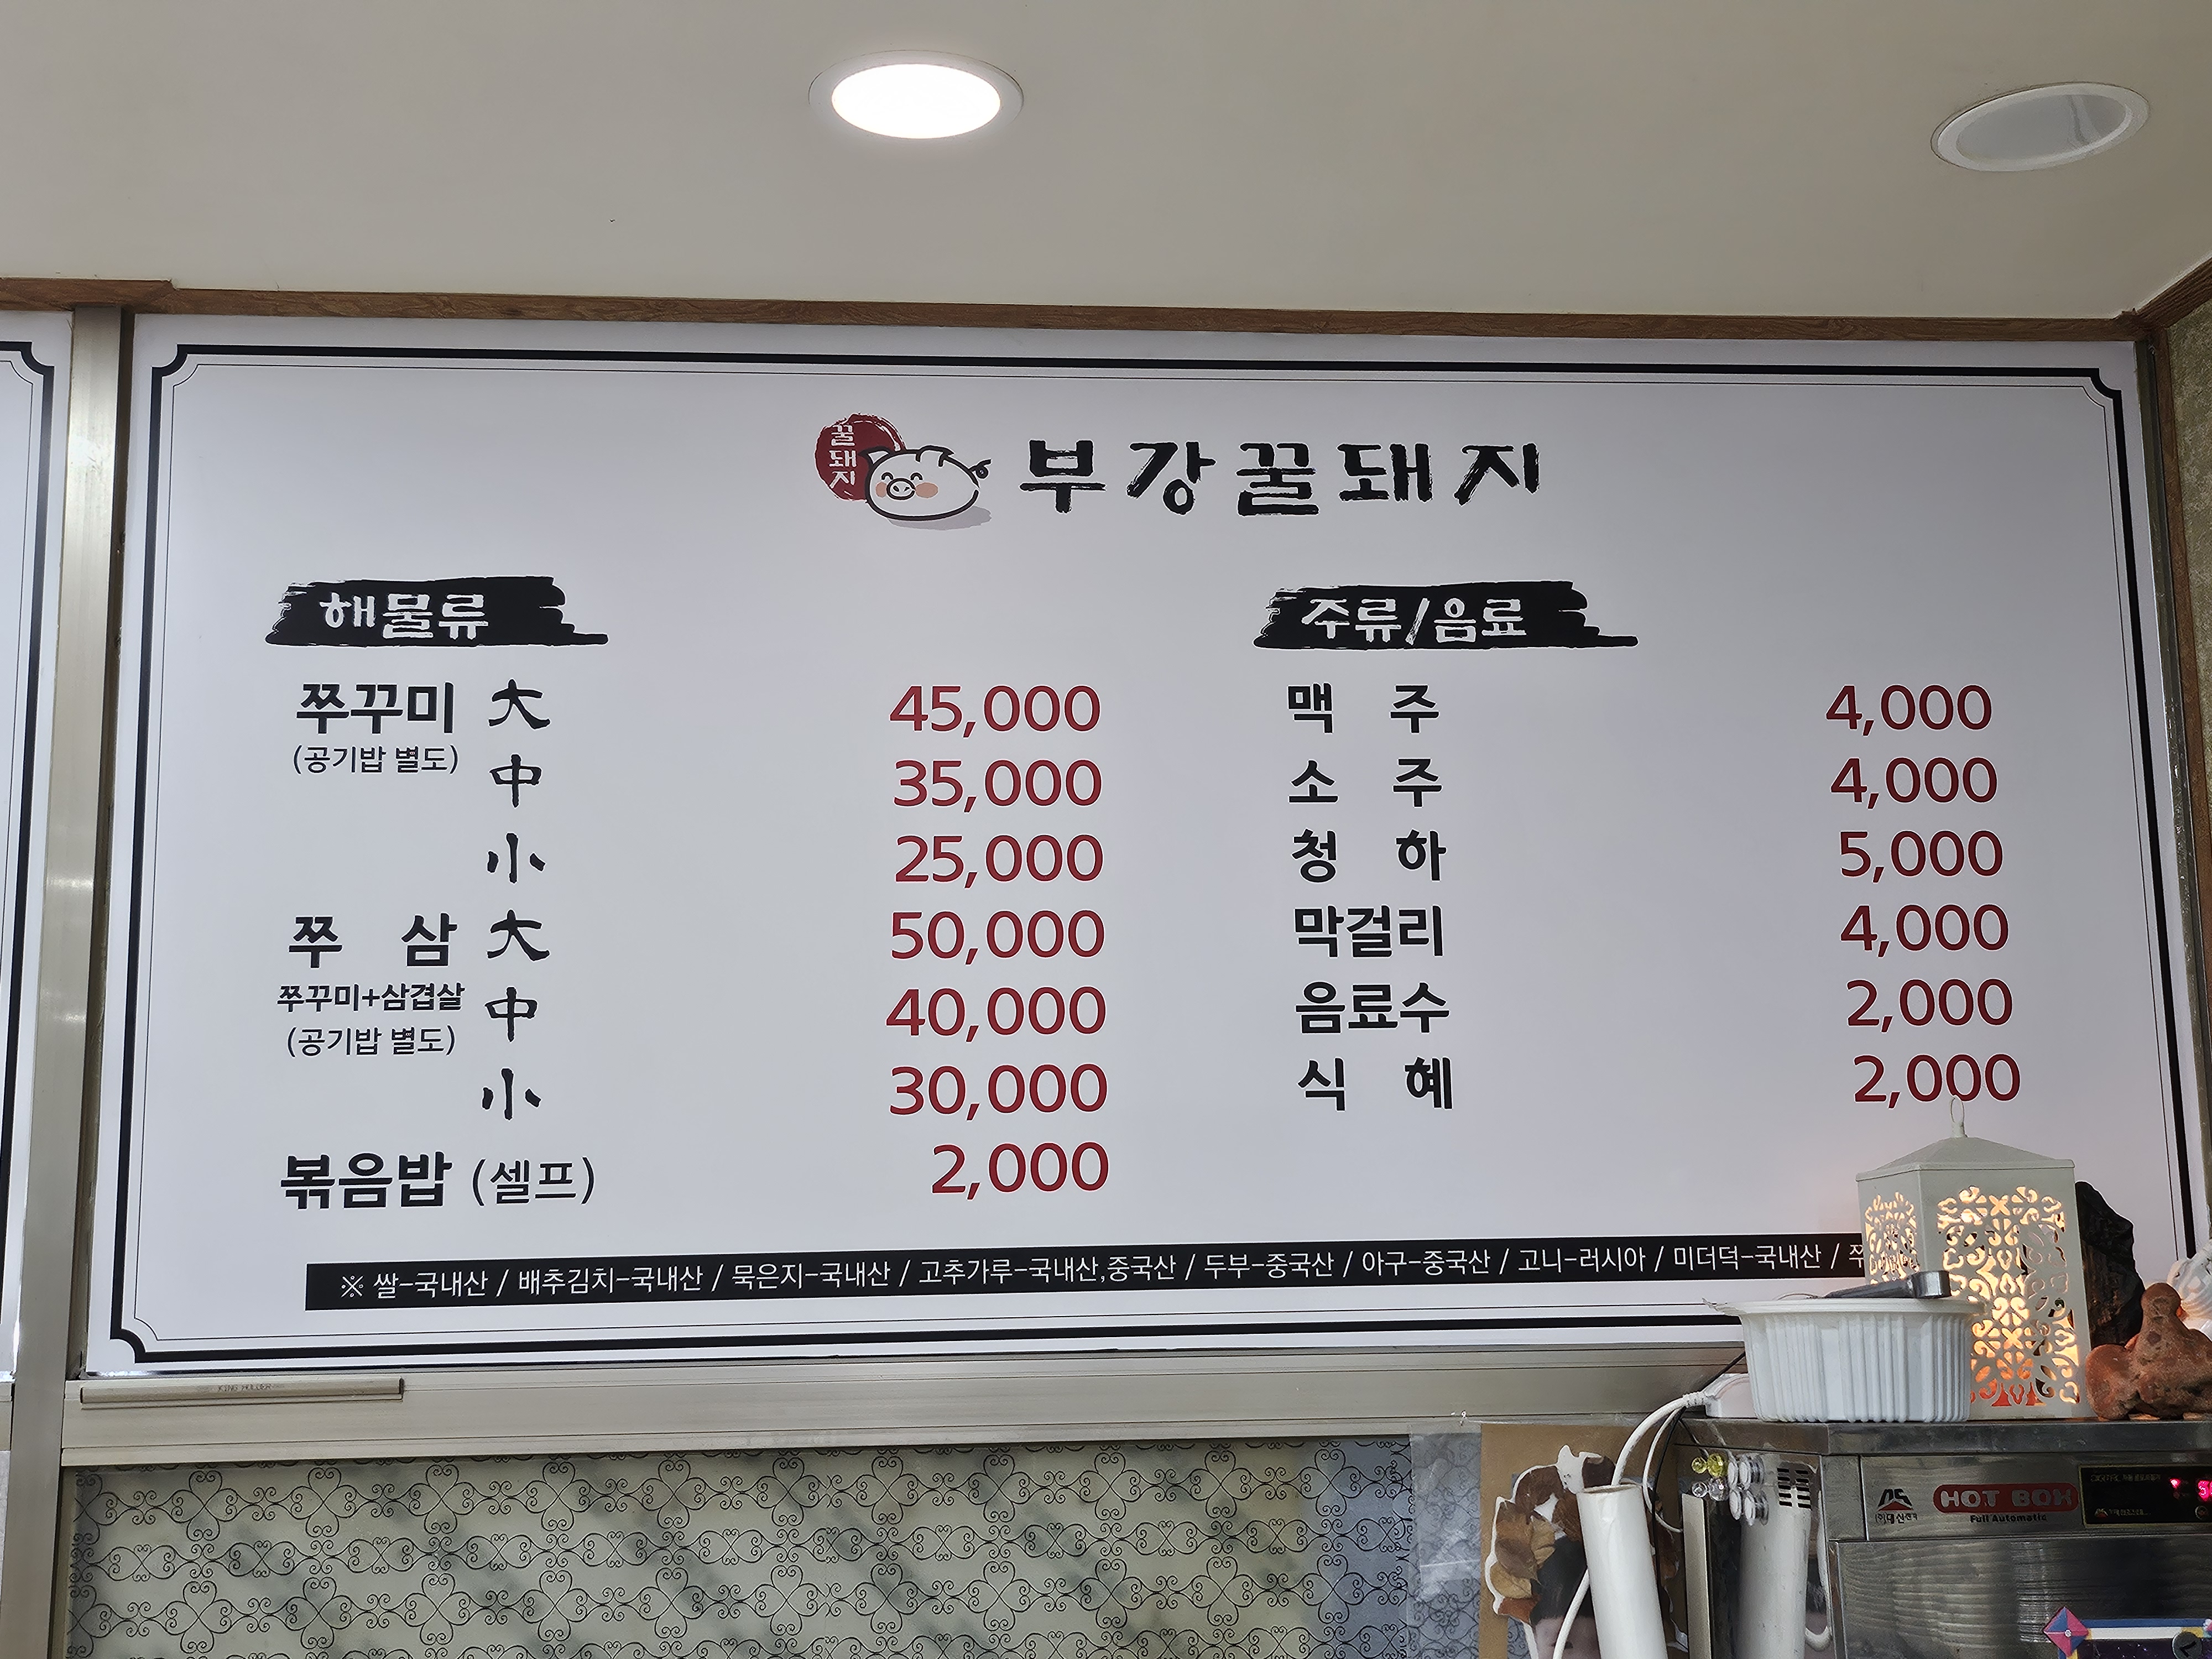 꿀돼지
부강꿀돼지
해물류
쭈꾸미 大 45,000
(공기밥 별도)
中 35,000
小 25,000
쭈 삼 大 50,000
쭈꾸미+삼겹살
(공기밥 별도)
中 40,000
小 30,000
볶음밥 (셀프) 2,000
주류/음료
맥 주 4,000
소 주 4,000
청 하 5,000
막걸리 4,000
음료수 2,000
식 혜 2,000
※ 쌀-국내산 / 배추김치-국내산 / 묵은지-국내산 / 고추가루-국내산,중국산 / 두부-중국산 / 아구-중국산 / 고니-러시아 / 미더덕-국내산 /
KING HOLDER
HOT BOX
Full Automatic